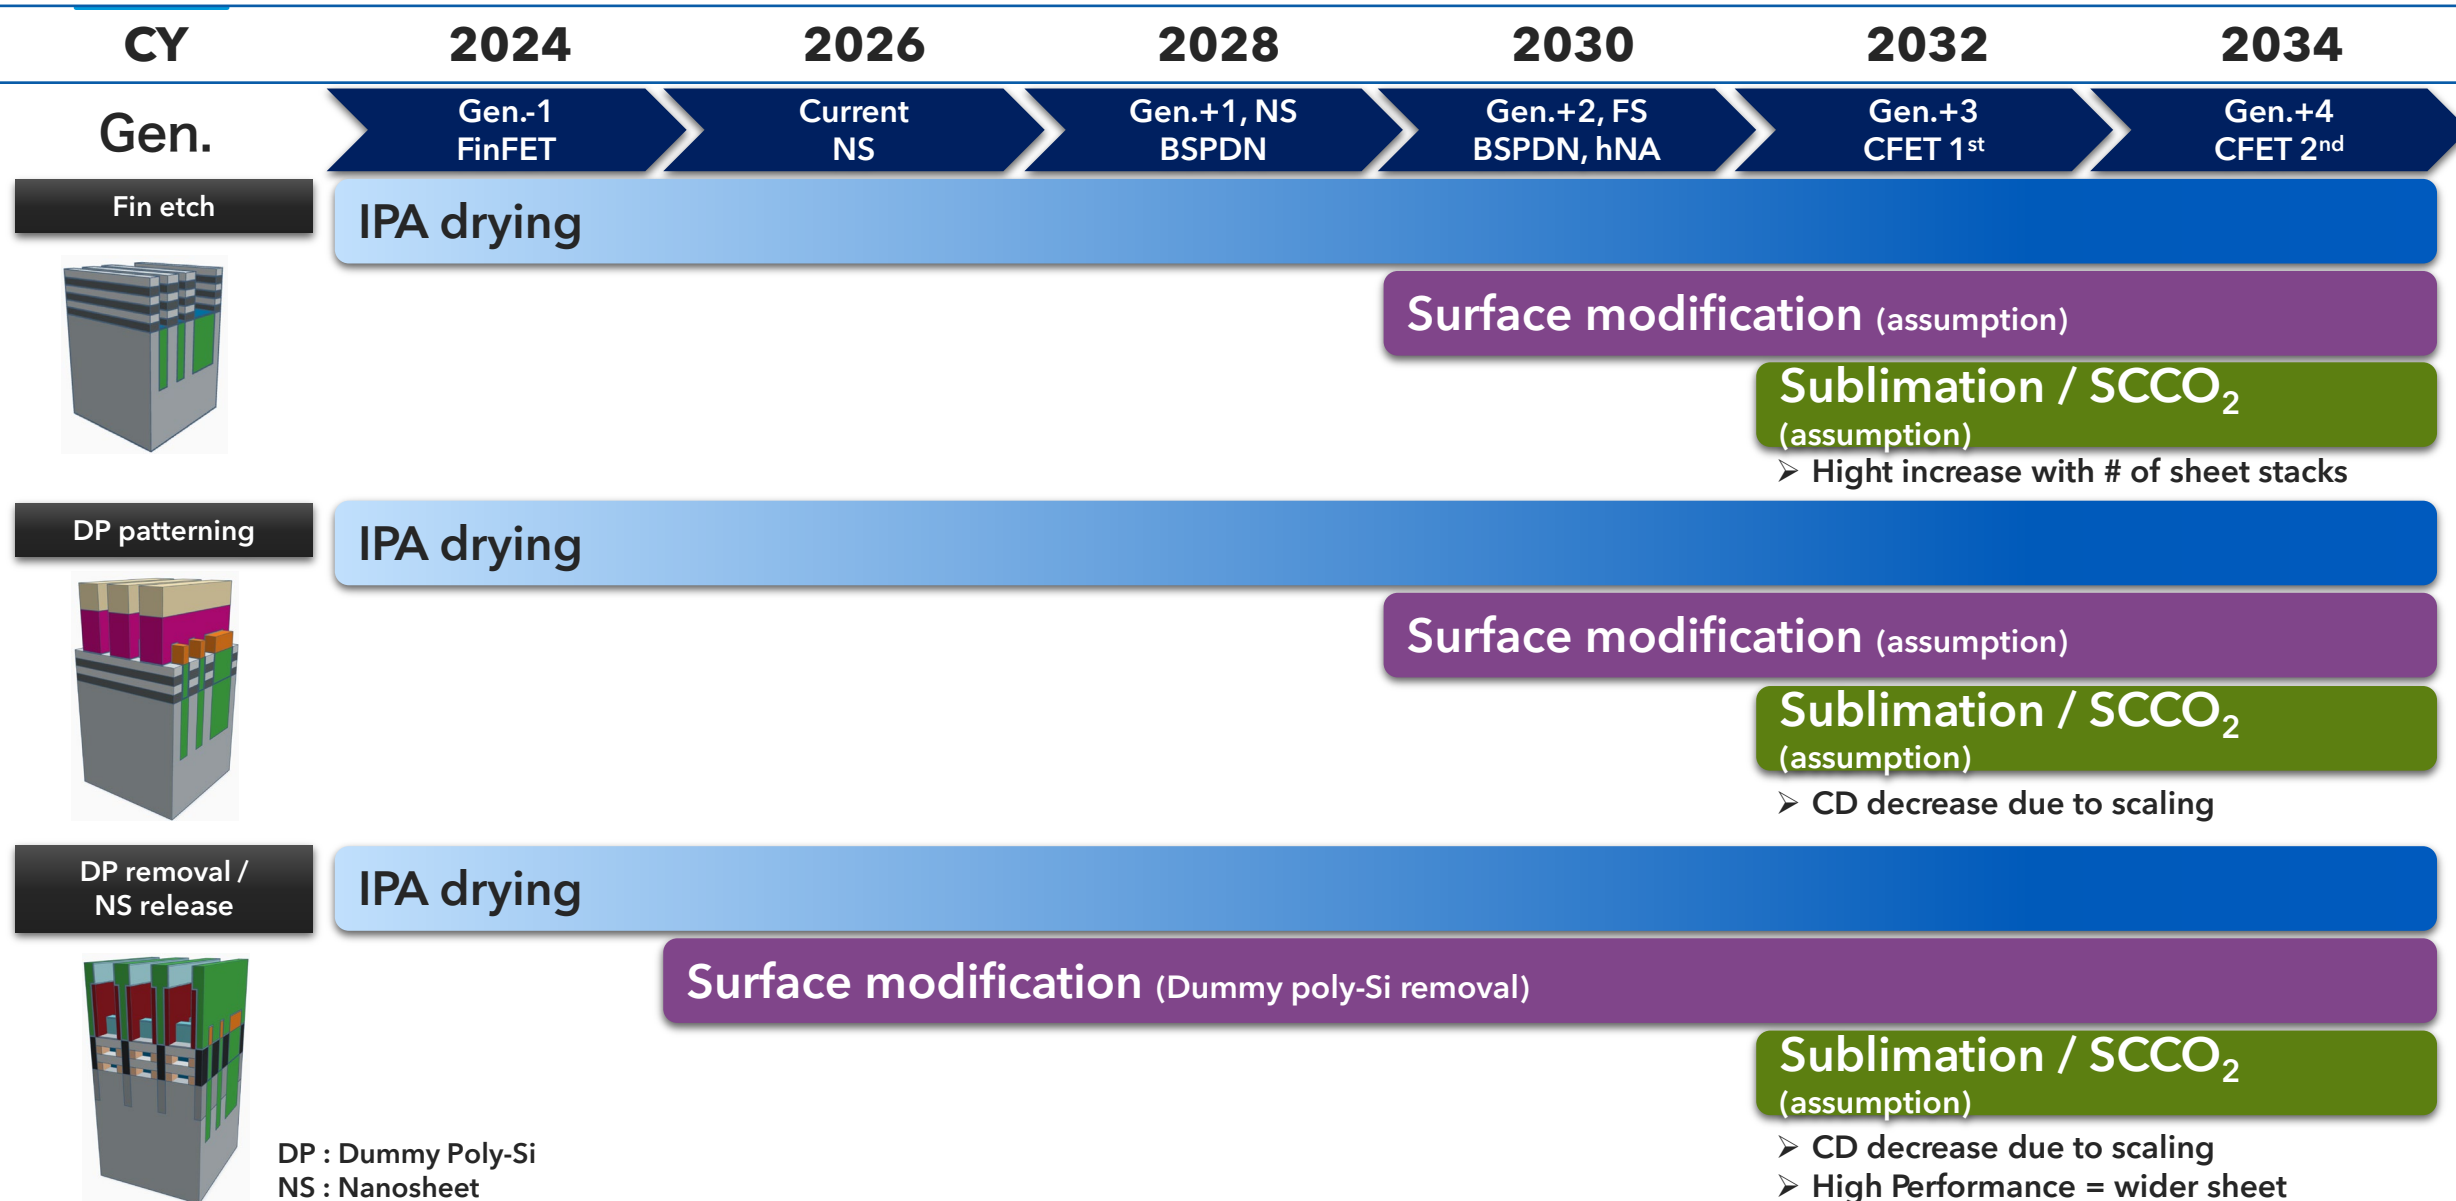 CY 2024 2026 2028 2030 2032 2034
Gen.
Gen.-1
FinFET
Current
NS
Gen.+1, NS
BSPDN
Gen.+2, FS
BSPDN, hNA
Gen.+3
CFET 1st
Gen.+4
CFET 2nd
Fin etch
IPA drying
Surface modification (assumption)
Sublimation / SCCO2
(assumption)
➢ Hight increase with # of sheet stacks
DP patterning
IPA drying
Surface modification (assumption)
Sublimation / SCCO2
(assumption)
➢ CD decrease due to scaling
DP removal /
NS release
IPA drying
Surface modification (Dummy poly-Si removal)
Sublimation / SCCO2
(assumption)
➢ CD decrease due to scaling
➢ High Performance = wider sheet
DP : Dummy Poly-Si
NS : Nanosheet